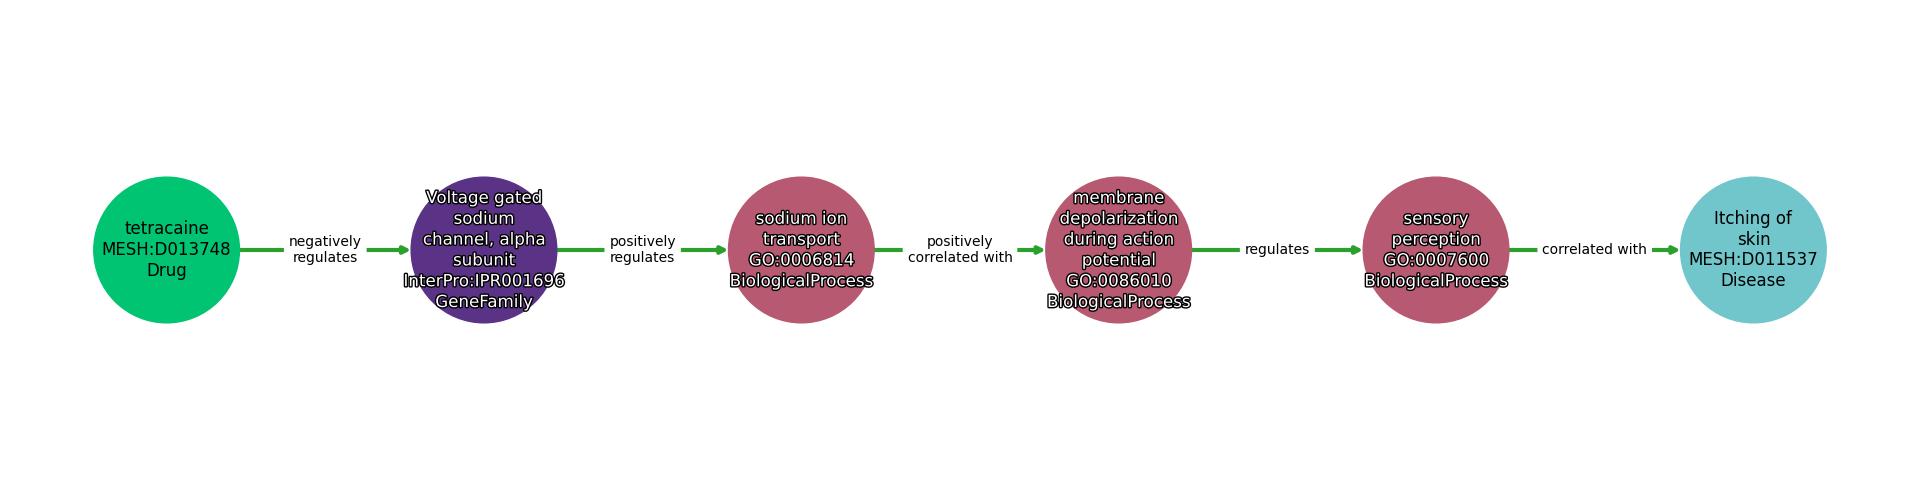 tetracaine
MESH:D013748
Drug
negatively
regulates
Voltage gated
sodium
channel, alpha
subunit
InterPro:IPR001696
GeneFamily
positively
regulates
sodium ion
transport
GO:0006814
BiologicalProcess
positively
correlated with
membrane
depolarization
during action
potential
GO:0086010
BiologicalProcess
regulates
sensory
perception
GO:0007600
BiologicalProcess
correlated with
Itching of
skin
MESH:D011537
Disease